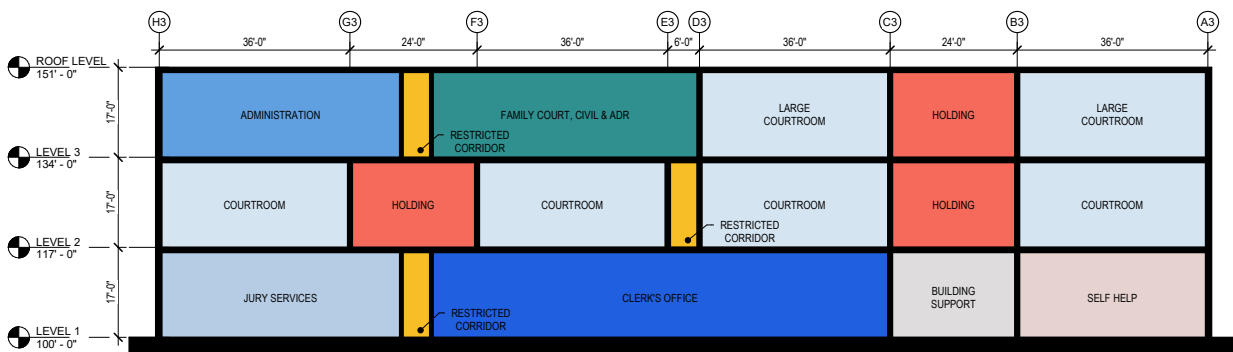 H3 G3 F3 E3 D3 C3 B3 A3
36'-0" 24'-0" 36'-0" 6'-0" 36'-0" 24'-0" 36'-0"
ROOF LEVEL
151' - 0"
17'-0"
ADMINISTRATION
RESTRICTED
CORRIDOR
FAMILY COURT, CIVIL & ADR
LARGE
COURTROOM
HOLDING
LARGE
COURTROOM
LEVEL 3
134' - 0"
17'-0"
COURTROOM
HOLDING
COURTROOM
RESTRICTED
CORRIDOR
COURTROOM
HOLDING
COURTROOM
LEVEL 2
117' - 0"
17'-0"
JURY SERVICES
RESTRICTED
CORRIDOR
CLERK'S OFFICE
BUILDING
SUPPORT
SELF HELP
LEVEL 1
100' - 0"